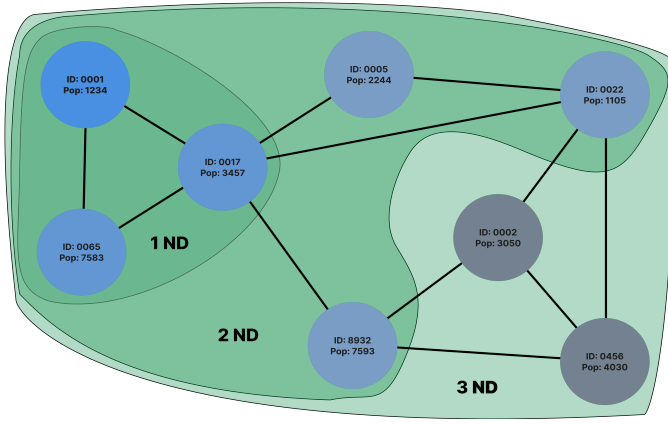 ID: 0001
Pop: 1234
ID: 0005
Pop: 2244
ID: 0022
Pop: 1105
ID: 0017
Pop: 3457
ID: 0065
Pop: 7583
1 ND
ID: 0002
Pop: 3050
2 ND
ID: 8932
Pop: 7593
ID: 0456
Pop: 4030
3 ND